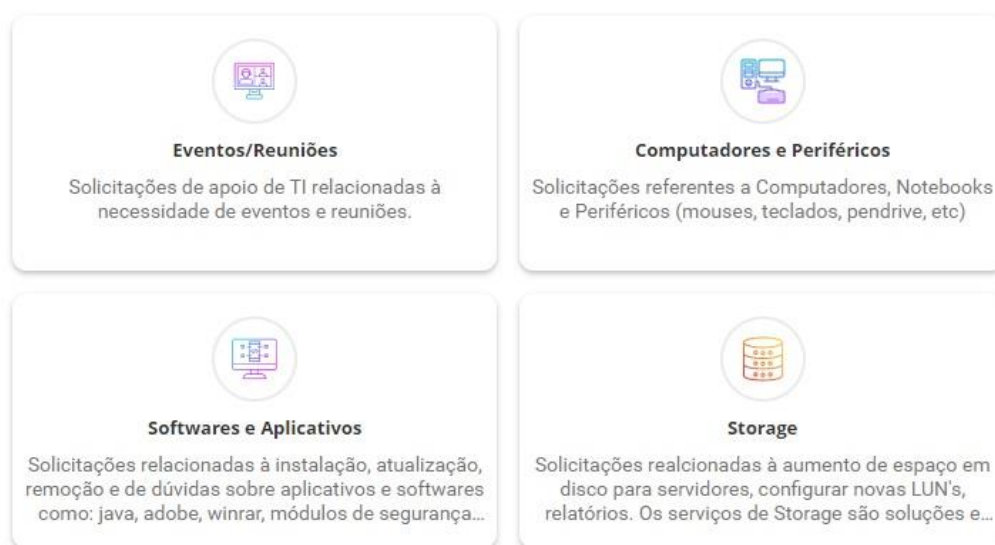 Eventos/Reuniões
Solicitações de apoio de TI relacionadas à
necessidade de eventos e reuniões.
Computadores e Periféricos
Solicitações referentes a Computadores, Notebooks
e Periféricos (mouses, teclados, pendrive, etc)
Softwares e Aplicativos
Solicitações relacionadas à instalação, atualização,
remoção e de dúvidas sobre aplicativos e softwares
como: java, adobe, winrar, módulos de segurança...
Storage
Solicitações realcionadas à aumento de espaço em
disco para servidores, configurar novas LUN's,
relatórios. Os serviços de Storage são soluções e...